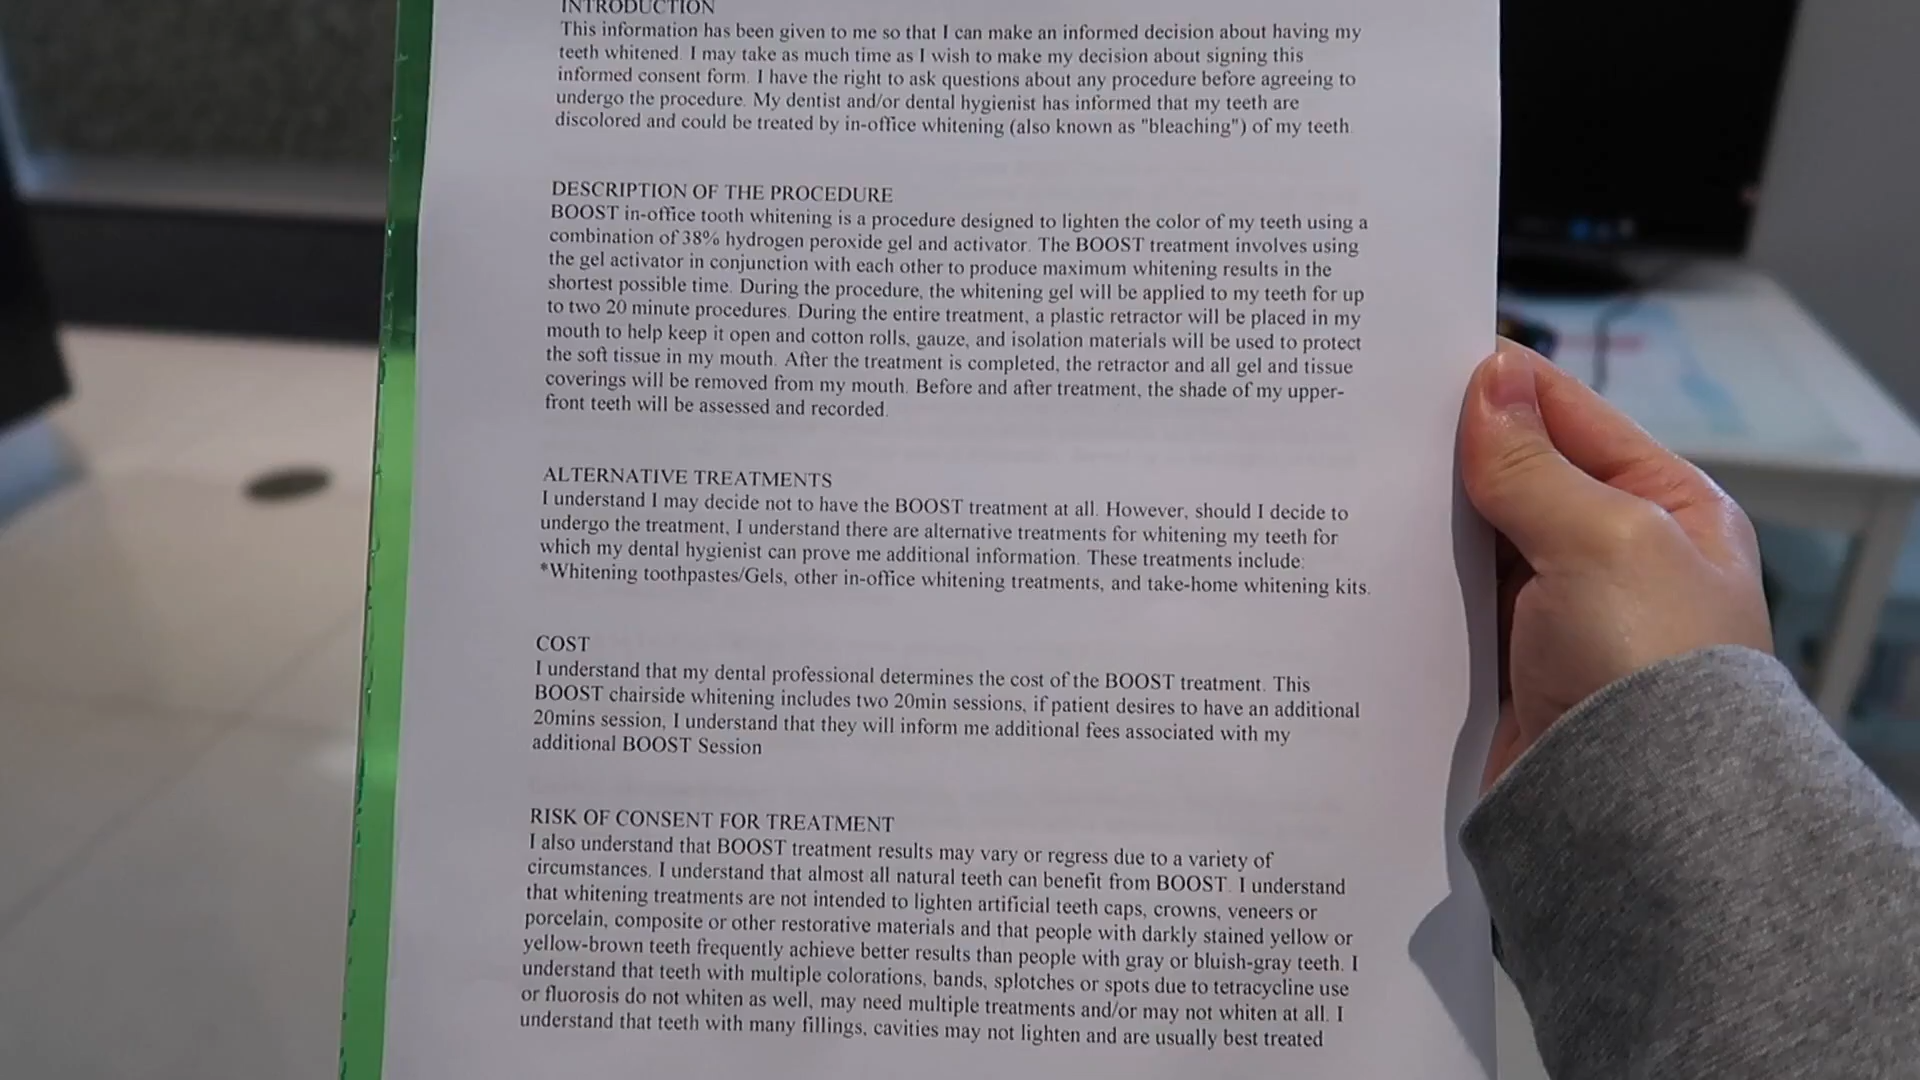 INTRODUCTION
This information has been given to me so that I can make an informed decision about having my
teeth whitened. I may take as much time as I wish to make my decision about signing this
informed consent form. I have the right to ask questions about any procedure before agreeing to
undergo the procedure. My dentist and/or dental hygienist has informed that my teeth are
discolored and could be treated by in-office whitening (also known as "bleaching") of my teeth.
DESCRIPTION OF THE PROCEDURE
BOOST in-office tooth whitening is a procedure designed to lighten the color of my teeth using a
combination of 38% hydrogen peroxide gel and activator. The BOOST treatment involves using
the gel activator in conjunction with each other to produce maximum whitening results in the
shortest possible time. During the procedure, the whitening gel will be applied to my teeth for up
to two 20 minute procedures. During the entire treatment, a plastic retractor will be placed in my
mouth to help keep it open and cotton rolls, gauze, and isolation materials will be used to protect
the soft tissue in my mouth. After the treatment is completed, the retractor and all gel and tissue
coverings will be removed from my mouth. Before and after treatment, the shade of my upper-
front teeth will be assessed and recorded.
ALTERNATIVE TREATMENTS
I understand I may decide not to have the BOOST treatment at all. However, should I decide to
undergo the treatment, I understand there are alternative treatments for whitening my teeth for
which my dental hygienist can prove me additional information. These treatments include:
*Whitening toothpastes/Gels, other in-office whitening treatments, and take-home whitening kits.
COST
I understand that my dental professional determines the cost of the BOOST treatment. This
BOOST chairside whitening includes two 20min sessions, if patient desires to have an additional
20mins session, I understand that they will inform me additional fees associated with my
additional BOOST Session
RISK OF CONSENT FOR TREATMENT
I also understand that BOOST treatment results may vary or regress due to a variety of
circumstances. I understand that almost all natural teeth can benefit from BOOST. I understand
that whitening treatments are not intended to lighten artificial teeth caps, crowns, veneers or
porcelain, composite or other restorative materials and that people with darkly stained yellow or
yellow-brown teeth frequently achieve better results than people with gray or bluish-gray teeth. I
understand that teeth with multiple colorations, bands, splotches or spots due to tetracycline use
or fluorosis do not whiten as well, may need multiple treatments and/or may not whiten at all. I
understand that teeth with many fillings, cavities may not lighten and are usually best treated